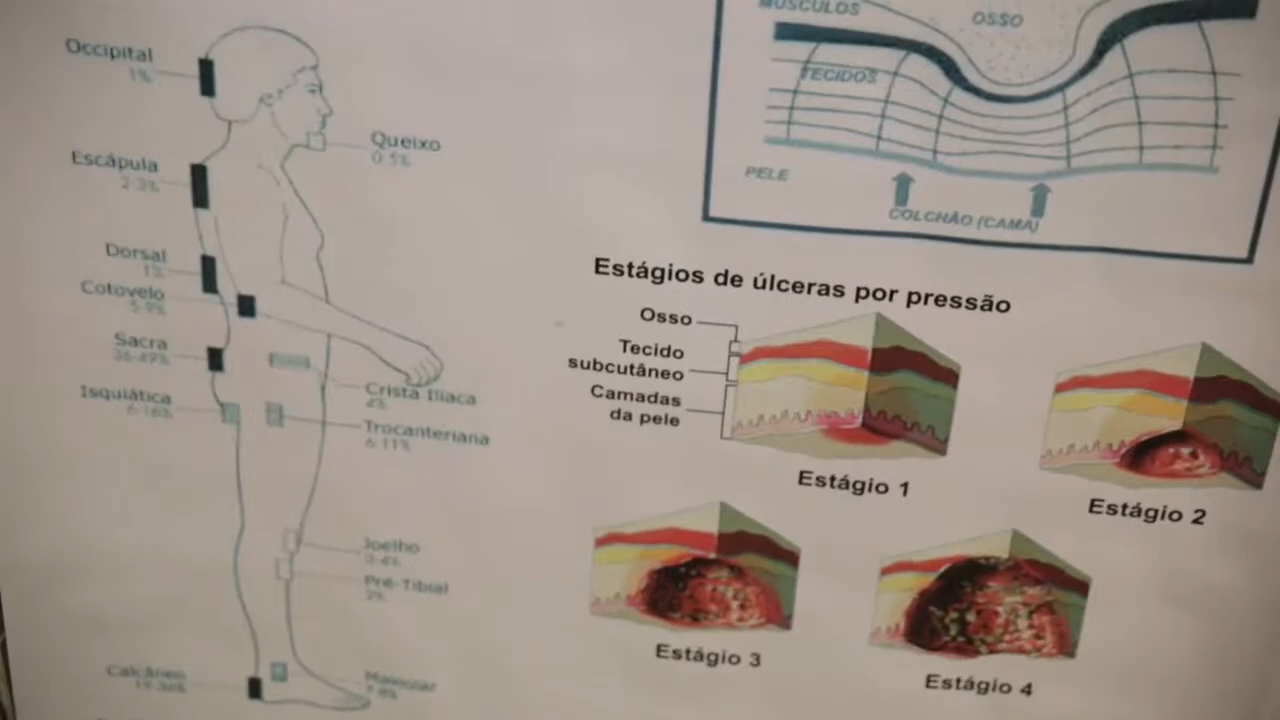 Occipital
1%
Queixo
0.5%
Escápula
2-3%
Dorsal
1%
Cotovelo
5-9%
Sacra
36-49%
Isquiática
6-16%
Crista Ilíaca
4%
Trocanteriana
6-11%
Joelho
3-4%
Pré-Tibial
2%
Calcâneo
19-36%
Maleolar
MÚSCULOS
OSSO
TECIDOS
PELE
COLCHÃO (CAMA)
Estágios de úlceras por pressão
Osso
Tecido
subcutâneo
Camadas
da pele
Estágio 1
Estágio 2
Estágio 3
Estágio 4